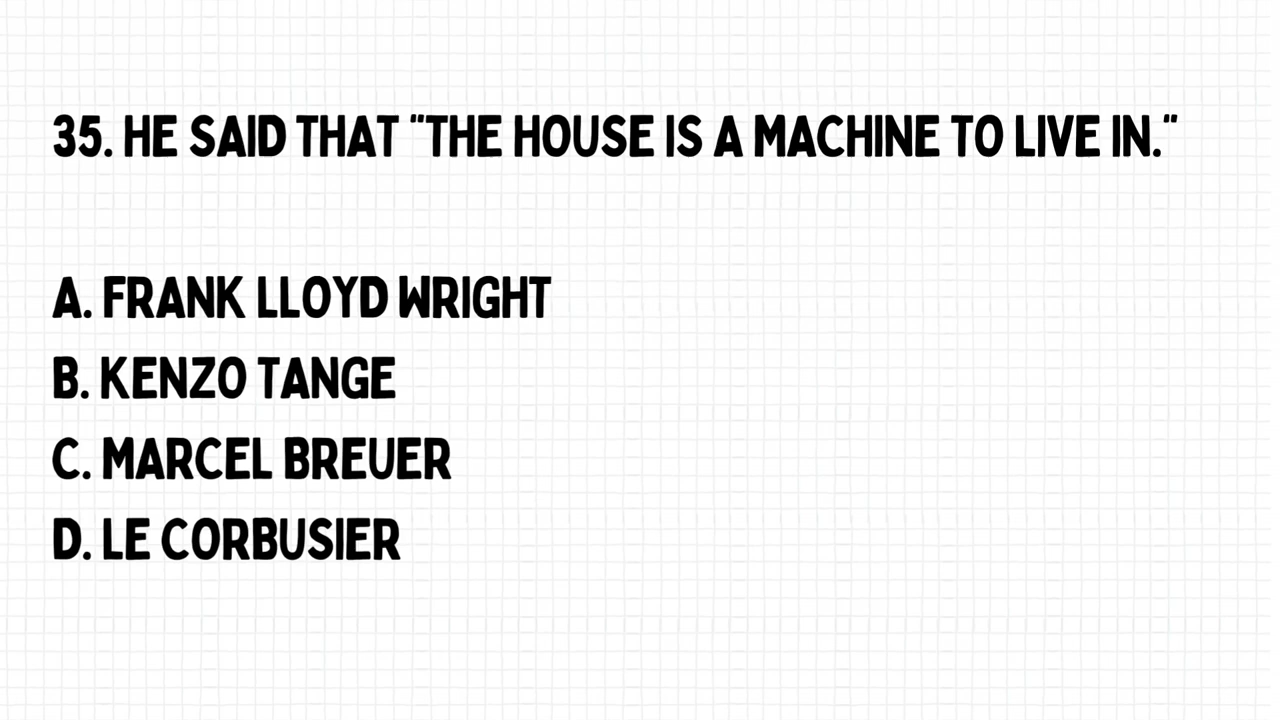 35. HE SAID THAT "THE HOUSE IS A MACHINE TO LIVE IN."
A. FRANK LLOYD WRIGHT
B. KENZO TANGE
C. MARCEL BREUER
D. LE CORBUSIER